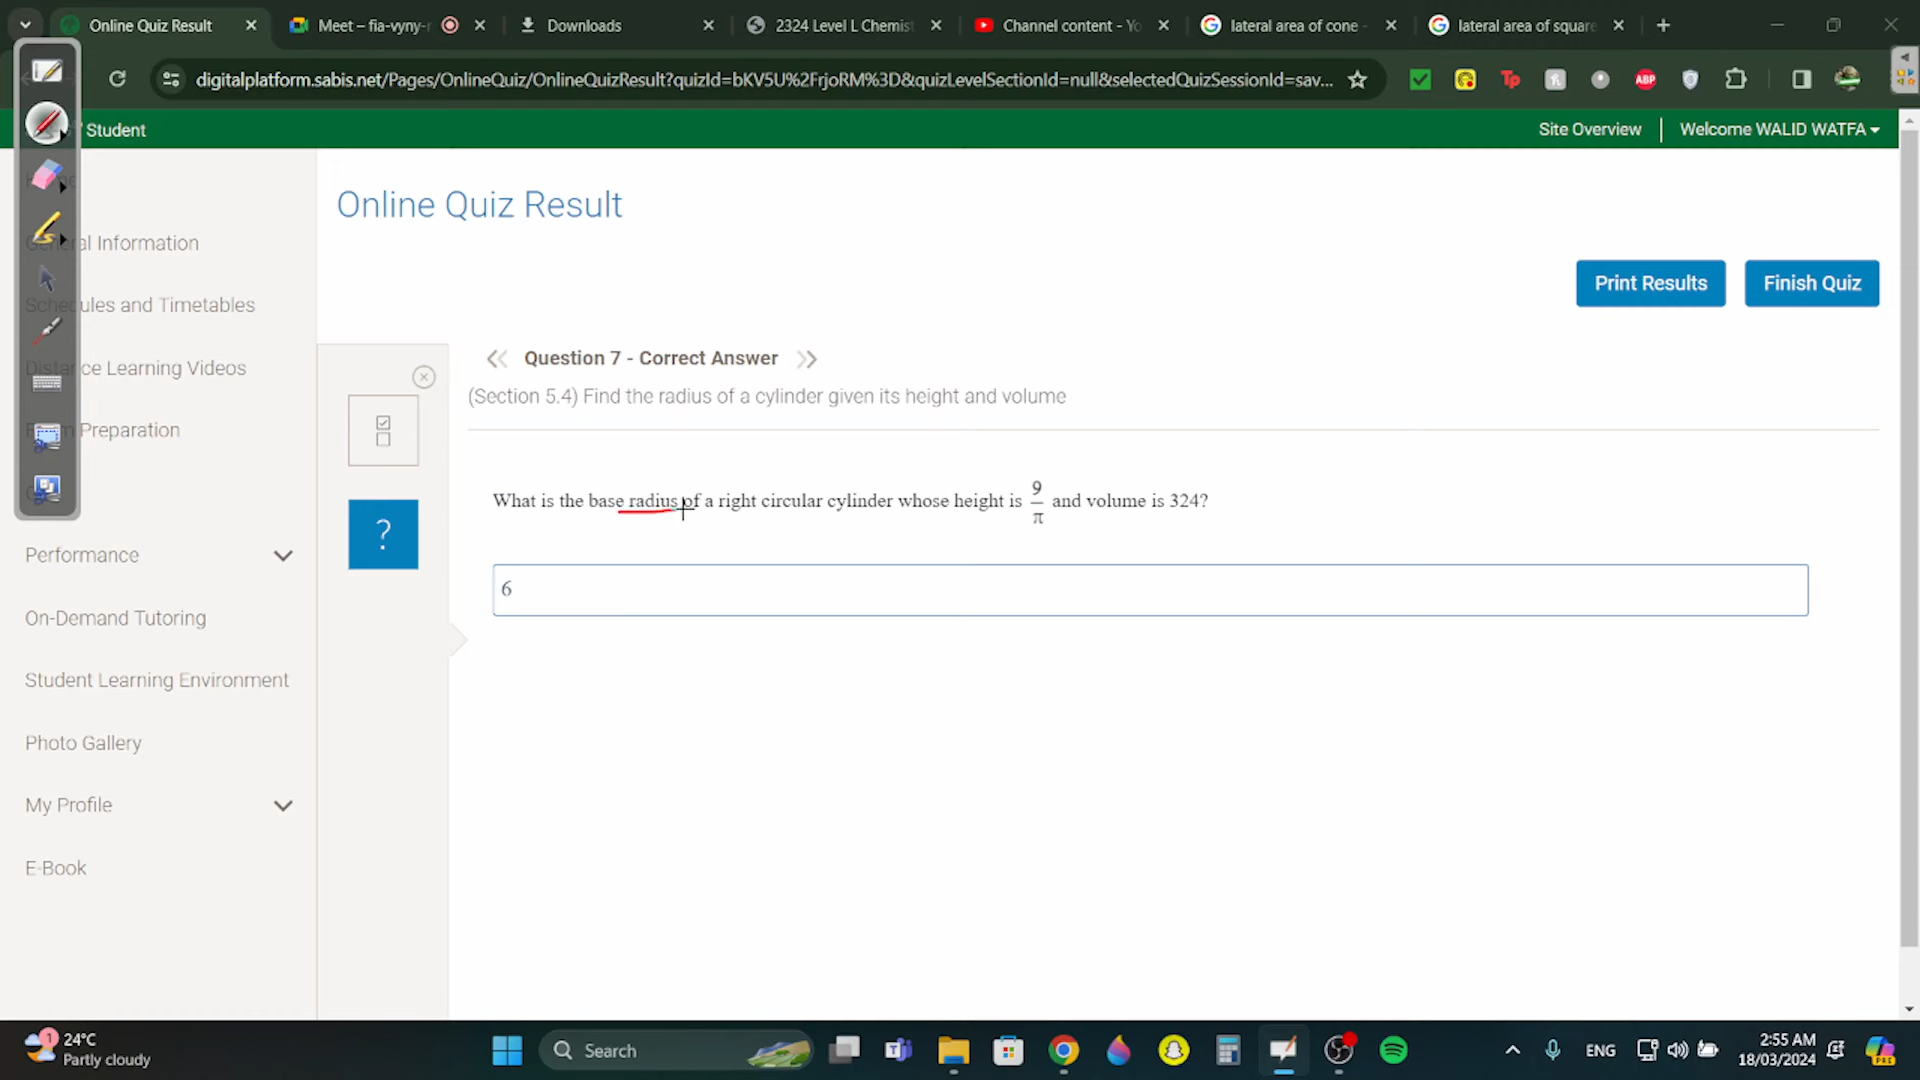 Online Quiz Result
Meet – fia-vyny-r
Downloads
2324 Level L Chemist
Channel content - Yo
lateral area of cone -
lateral area of square
digitalplatform.sabis.net/Pages/OnlineQuiz/OnlineQuizResult?quizId=bKV5U%2FrjoRM%3D&quizLevelSectionId=null&selectedQuizSessionId=sav...
Student
Site Overview
Welcome WALID WATFA
Online Quiz Result
al Information
Print Results
Finish Quiz
ules and Timetables
Question 7 - Correct Answer
ce Learning Videos
(Section 5.4) Find the radius of a cylinder given its height and volume
Preparation
What is the base radius of a right circular cylinder whose height is 9/π and volume is 324?
?
Performance
6
On-Demand Tutoring
Student Learning Environment
Photo Gallery
My Profile
E-Book
1
24°C
Partly cloudy
Search
ENG
2:55 AM
18/03/2024